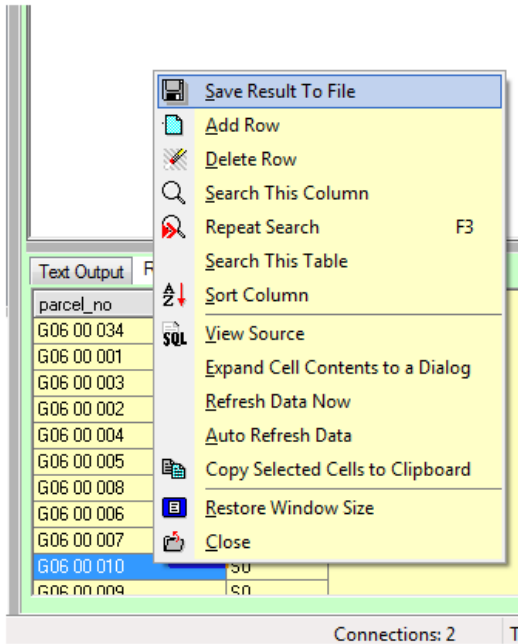 Save Result To File
Add Row
Delete Row
Search This Column
Repeat Search F3
Search This Table
Sort Column
View Source
Expand Cell Contents to a Dialog
Refresh Data Now
Auto Refresh Data
Copy Selected Cells to Clipboard
Restore Window Size
Close
Text Output
parcel_no
G06 00 034
G06 00 001
G06 00 003
G06 00 002
G06 00 004
G06 00 005
G06 00 008
G06 00 006
G06 00 007
G06 00 010
G06 00 009
Connections: 2